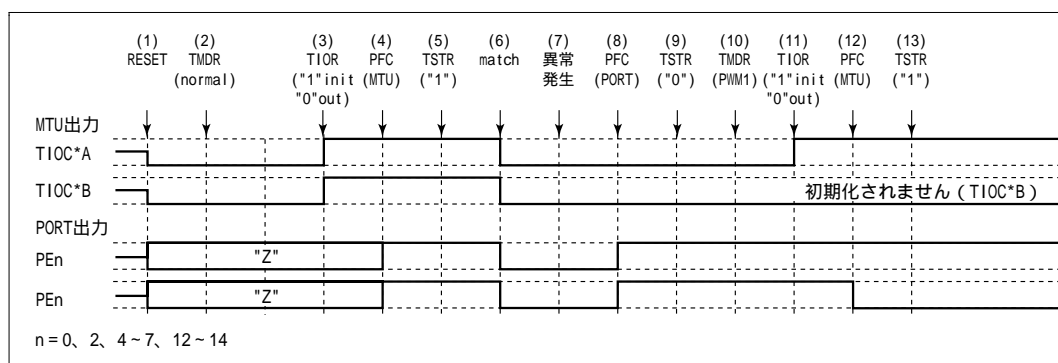 (1) (2) (3) (4) (5) (6) (7) (8) (9) (10) (11) (12) (13)
RESET TMDR TIOR PFC TSTR match 異常 PFC TSTR TMDR TIOR PFC TSTR
(normal) ("1"init (MTU) ("1") 発生 (PORT) ("0") (PWM1) ("1"init (MTU) ("1")
"0"out) "0"out)
MTU出力
TIOC*A
TIOC*B 初期化されません(TIOC*B)
PORT出力
PEn "Z"
PEn "Z"
n=0、2、4~7、12~14